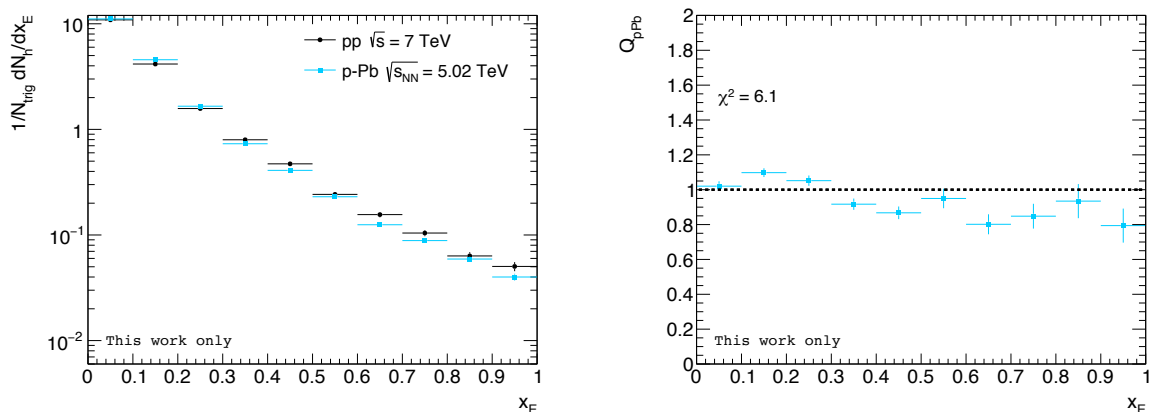 1/N_trig dN_h/dx_E
10
1
10⁻¹
10⁻²
pp √s = 7 TeV
p-Pb √s_NN = 5.02 TeV
This work only
0 0.1 0.2 0.3 0.4 0.5 0.6 0.7 0.8 0.9 1
x_E
Q_pPb
2
1.8
1.6
1.4
1.2
1
0.8
0.6
0.4
0.2
0
χ² = 6.1
This work only
0 0.1 0.2 0.3 0.4 0.5 0.6 0.7 0.8 0.9 1
x_E